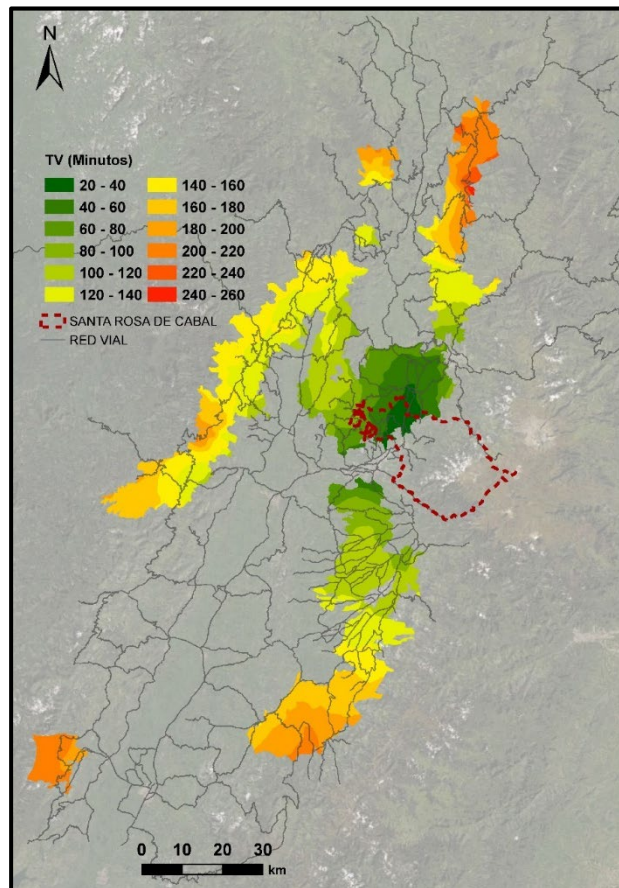 N
TV (Minutos)
20 - 40 140 - 160
40 - 60 160 - 180
60 - 80 180 - 200
80 - 100 200 - 220
100 - 120 220 - 240
120 - 140 240 - 260
SANTA ROSA DE CABAL
RED VIAL
0 10 20 30
km